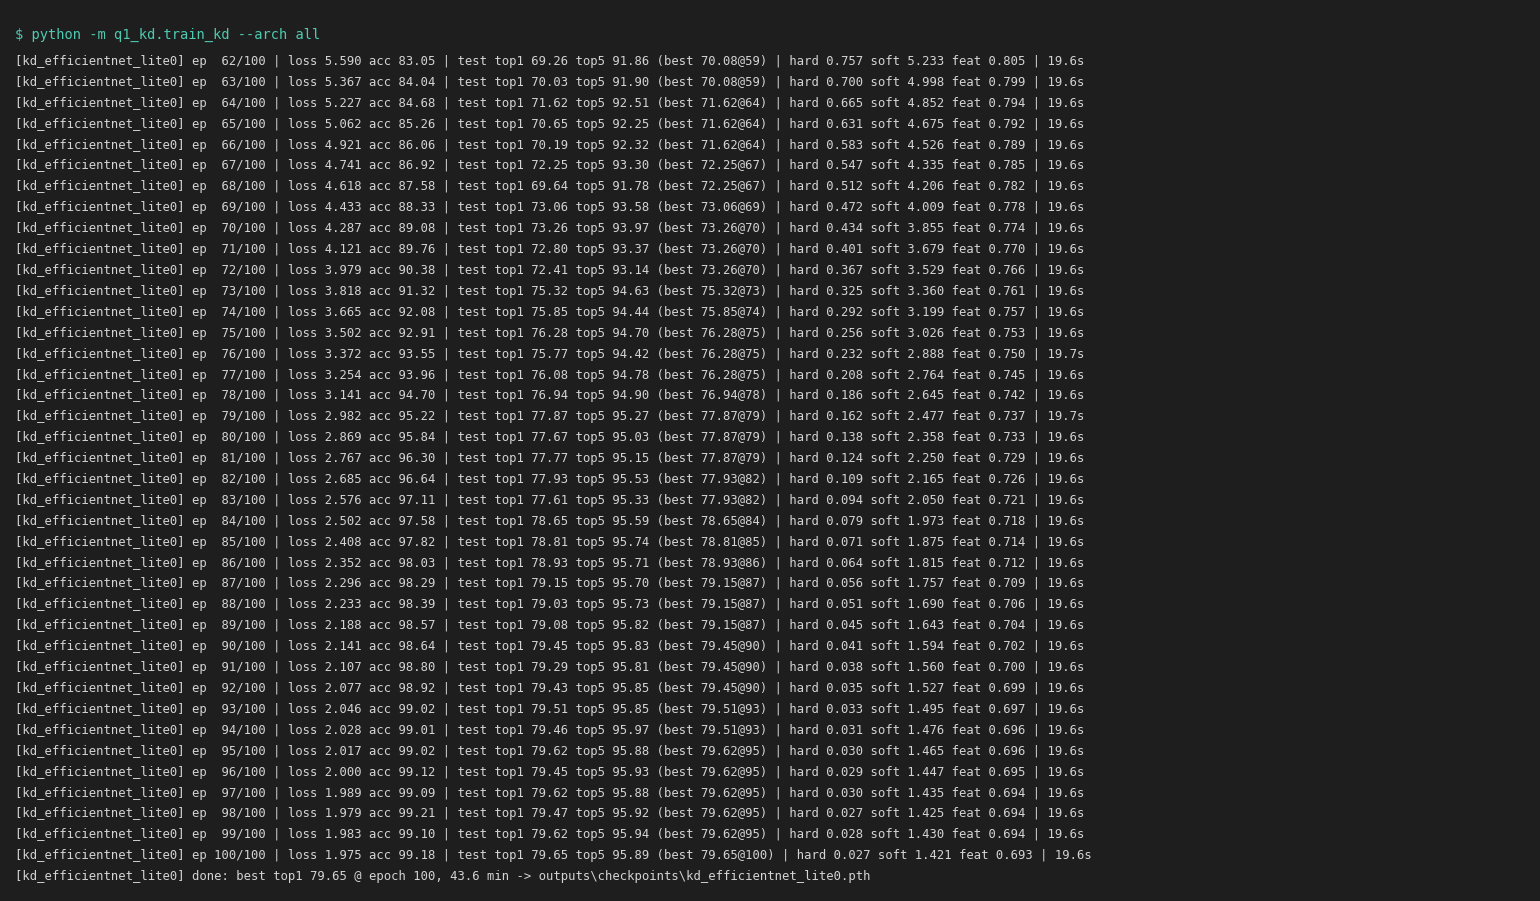 $ python -m q1_kd.train_kd --arch all
[kd_efficientnet_lite0] ep  62/100 | loss 5.590 acc 83.05 | test top1 69.26 top5 91.86 (best 70.08@59) | hard 0.757 soft 5.233 feat 0.805 | 19.6s
[kd_efficientnet_lite0] ep  63/100 | loss 5.367 acc 84.04 | test top1 70.03 top5 91.90 (best 70.08@59) | hard 0.700 soft 4.998 feat 0.799 | 19.6s
[kd_efficientnet_lite0] ep  64/100 | loss 5.227 acc 84.68 | test top1 71.62 top5 92.51 (best 71.62@64) | hard 0.665 soft 4.852 feat 0.794 | 19.6s
[kd_efficientnet_lite0] ep  65/100 | loss 5.062 acc 85.26 | test top1 70.65 top5 92.25 (best 71.62@64) | hard 0.631 soft 4.675 feat 0.792 | 19.6s
[kd_efficientnet_lite0] ep  66/100 | loss 4.921 acc 86.06 | test top1 70.19 top5 92.32 (best 71.62@64) | hard 0.583 soft 4.526 feat 0.789 | 19.6s
[kd_efficientnet_lite0] ep  67/100 | loss 4.741 acc 86.92 | test top1 72.25 top5 93.30 (best 72.25@67) | hard 0.547 soft 4.335 feat 0.785 | 19.6s
[kd_efficientnet_lite0] ep  68/100 | loss 4.618 acc 87.58 | test top1 69.64 top5 91.78 (best 72.25@67) | hard 0.512 soft 4.206 feat 0.782 | 19.6s
[kd_efficientnet_lite0] ep  69/100 | loss 4.433 acc 88.33 | test top1 73.06 top5 93.58 (best 73.06@69) | hard 0.472 soft 4.009 feat 0.778 | 19.6s
[kd_efficientnet_lite0] ep  70/100 | loss 4.287 acc 89.08 | test top1 73.26 top5 93.97 (best 73.26@70) | hard 0.434 soft 3.855 feat 0.774 | 19.6s
[kd_efficientnet_lite0] ep  71/100 | loss 4.121 acc 89.76 | test top1 72.80 top5 93.37 (best 73.26@70) | hard 0.401 soft 3.679 feat 0.770 | 19.6s
[kd_efficientnet_lite0] ep  72/100 | loss 3.979 acc 90.38 | test top1 72.41 top5 93.14 (best 73.26@70) | hard 0.367 soft 3.529 feat 0.766 | 19.6s
[kd_efficientnet_lite0] ep  73/100 | loss 3.818 acc 91.32 | test top1 75.32 top5 94.63 (best 75.32@73) | hard 0.325 soft 3.360 feat 0.761 | 19.6s
[kd_efficientnet_lite0] ep  74/100 | loss 3.665 acc 92.08 | test top1 75.85 top5 94.44 (best 75.85@74) | hard 0.292 soft 3.199 feat 0.757 | 19.6s
[kd_efficientnet_lite0] ep  75/100 | loss 3.502 acc 92.91 | test top1 76.28 top5 94.70 (best 76.28@75) | hard 0.256 soft 3.026 feat 0.753 | 19.6s
[kd_efficientnet_lite0] ep  76/100 | loss 3.372 acc 93.55 | test top1 75.77 top5 94.42 (best 76.28@75) | hard 0.232 soft 2.888 feat 0.750 | 19.7s
[kd_efficientnet_lite0] ep  77/100 | loss 3.254 acc 93.96 | test top1 76.08 top5 94.78 (best 76.28@75) | hard 0.208 soft 2.764 feat 0.745 | 19.6s
[kd_efficientnet_lite0] ep  78/100 | loss 3.141 acc 94.70 | test top1 76.94 top5 94.90 (best 76.94@78) | hard 0.186 soft 2.645 feat 0.742 | 19.6s
[kd_efficientnet_lite0] ep  79/100 | loss 2.982 acc 95.22 | test top1 77.87 top5 95.27 (best 77.87@79) | hard 0.162 soft 2.477 feat 0.737 | 19.7s
[kd_efficientnet_lite0] ep  80/100 | loss 2.869 acc 95.84 | test top1 77.67 top5 95.03 (best 77.87@79) | hard 0.138 soft 2.358 feat 0.733 | 19.6s
[kd_efficientnet_lite0] ep  81/100 | loss 2.767 acc 96.30 | test top1 77.77 top5 95.15 (best 77.87@79) | hard 0.124 soft 2.250 feat 0.729 | 19.6s
[kd_efficientnet_lite0] ep  82/100 | loss 2.685 acc 96.64 | test top1 77.93 top5 95.53 (best 77.93@82) | hard 0.109 soft 2.165 feat 0.726 | 19.6s
[kd_efficientnet_lite0] ep  83/100 | loss 2.576 acc 97.11 | test top1 77.61 top5 95.33 (best 77.93@82) | hard 0.094 soft 2.050 feat 0.721 | 19.6s
[kd_efficientnet_lite0] ep  84/100 | loss 2.502 acc 97.58 | test top1 78.65 top5 95.59 (best 78.65@84) | hard 0.079 soft 1.973 feat 0.718 | 19.6s
[kd_efficientnet_lite0] ep  85/100 | loss 2.408 acc 97.82 | test top1 78.81 top5 95.74 (best 78.81@85) | hard 0.071 soft 1.875 feat 0.714 | 19.6s
[kd_efficientnet_lite0] ep  86/100 | loss 2.352 acc 98.03 | test top1 78.93 top5 95.71 (best 78.93@86) | hard 0.064 soft 1.815 feat 0.712 | 19.6s
[kd_efficientnet_lite0] ep  87/100 | loss 2.296 acc 98.29 | test top1 79.15 top5 95.70 (best 79.15@87) | hard 0.056 soft 1.757 feat 0.709 | 19.6s
[kd_efficientnet_lite0] ep  88/100 | loss 2.233 acc 98.39 | test top1 79.03 top5 95.73 (best 79.15@87) | hard 0.051 soft 1.690 feat 0.706 | 19.6s
[kd_efficientnet_lite0] ep  89/100 | loss 2.188 acc 98.57 | test top1 79.08 top5 95.82 (best 79.15@87) | hard 0.045 soft 1.643 feat 0.704 | 19.6s
[kd_efficientnet_lite0] ep  90/100 | loss 2.141 acc 98.64 | test top1 79.45 top5 95.83 (best 79.45@90) | hard 0.041 soft 1.594 feat 0.702 | 19.6s
[kd_efficientnet_lite0] ep  91/100 | loss 2.107 acc 98.80 | test top1 79.29 top5 95.81 (best 79.45@90) | hard 0.038 soft 1.560 feat 0.700 | 19.6s
[kd_efficientnet_lite0] ep  92/100 | loss 2.077 acc 98.92 | test top1 79.43 top5 95.85 (best 79.45@90) | hard 0.035 soft 1.527 feat 0.699 | 19.6s
[kd_efficientnet_lite0] ep  93/100 | loss 2.046 acc 99.02 | test top1 79.51 top5 95.85 (best 79.51@93) | hard 0.033 soft 1.495 feat 0.697 | 19.6s
[kd_efficientnet_lite0] ep  94/100 | loss 2.028 acc 99.01 | test top1 79.46 top5 95.97 (best 79.51@93) | hard 0.031 soft 1.476 feat 0.696 | 19.6s
[kd_efficientnet_lite0] ep  95/100 | loss 2.017 acc 99.02 | test top1 79.62 top5 95.88 (best 79.62@95) | hard 0.030 soft 1.465 feat 0.696 | 19.6s
[kd_efficientnet_lite0] ep  96/100 | loss 2.000 acc 99.12 | test top1 79.45 top5 95.93 (best 79.62@95) | hard 0.029 soft 1.447 feat 0.695 | 19.6s
[kd_efficientnet_lite0] ep  97/100 | loss 1.989 acc 99.09 | test top1 79.62 top5 95.88 (best 79.62@95) | hard 0.030 soft 1.435 feat 0.694 | 19.6s
[kd_efficientnet_lite0] ep  98/100 | loss 1.979 acc 99.21 | test top1 79.47 top5 95.92 (best 79.62@95) | hard 0.027 soft 1.425 feat 0.694 | 19.6s
[kd_efficientnet_lite0] ep  99/100 | loss 1.983 acc 99.10 | test top1 79.62 top5 95.94 (best 79.62@95) | hard 0.028 soft 1.430 feat 0.694 | 19.6s
[kd_efficientnet_lite0] ep 100/100 | loss 1.975 acc 99.18 | test top1 79.65 top5 95.89 (best 79.65@100) | hard 0.027 soft 1.421 feat 0.693 | 19.6s
[kd_efficientnet_lite0] done: best top1 79.65 @ epoch 100, 43.6 min -> outputs\checkpoints\kd_efficientnet_lite0.pth